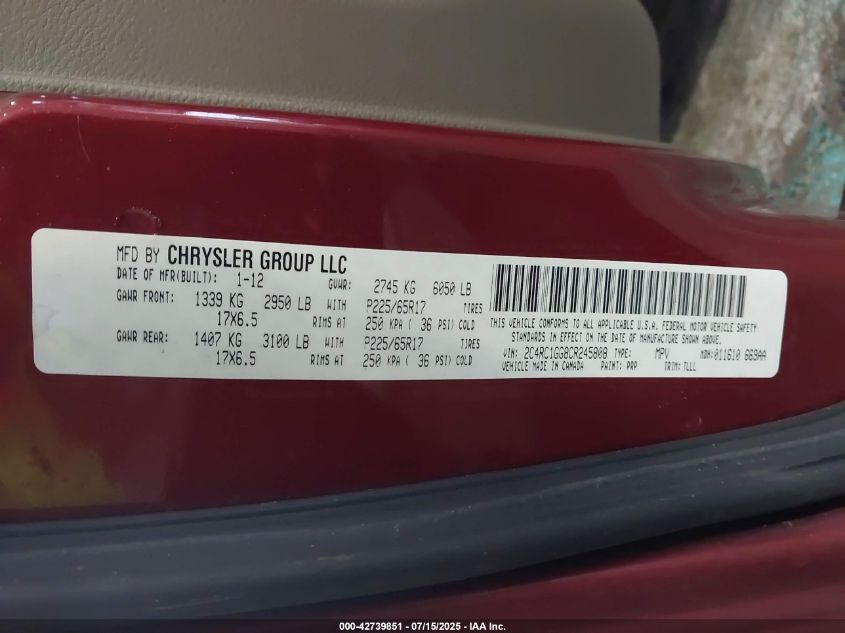 MFD BY CHRYSLER GROUP LLC
DATE OF MFR(BUILT): 1-12 GVWR: 2745 KG 6050 LB
GAWR FRONT: 1339 KG 2950 LB WITH P225/65R17 TIRES
17X6.5 RIMS AT 250 KPA ( 36 PSI) COLD
GAWR REAR: 1407 KG 3100 LB WITH P225/65R17 TIRES
17X6.5 RIMS AT 250 KPA ( 36 PSI) COLD
THIS VEHICLE CONFORMS TO ALL APPLICABLE U.S.A. FEDERAL MOTOR VEHICLE SAFETY
STANDARDS IN EFFECT ON THE DATE OF MANUFACTURE SHOWN ABOVE.
VIN: 2C4RC1GG8CR245808 TYPE: MPV MDH: 011610 668AA
VEHICLE MADE IN CANADA PAINT: PRP TRIM: TLLL
000-42739851 / 07/15/2025 - IAA Inc.